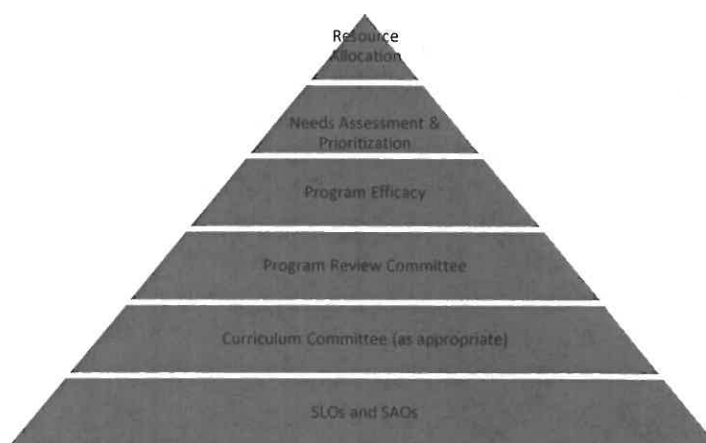 Resource
Allocation
Needs Assessment &
Prioritization
Program Efficacy
Program Review Committee
Curriculum Committee (as appropriate)
SLOs and SAOs